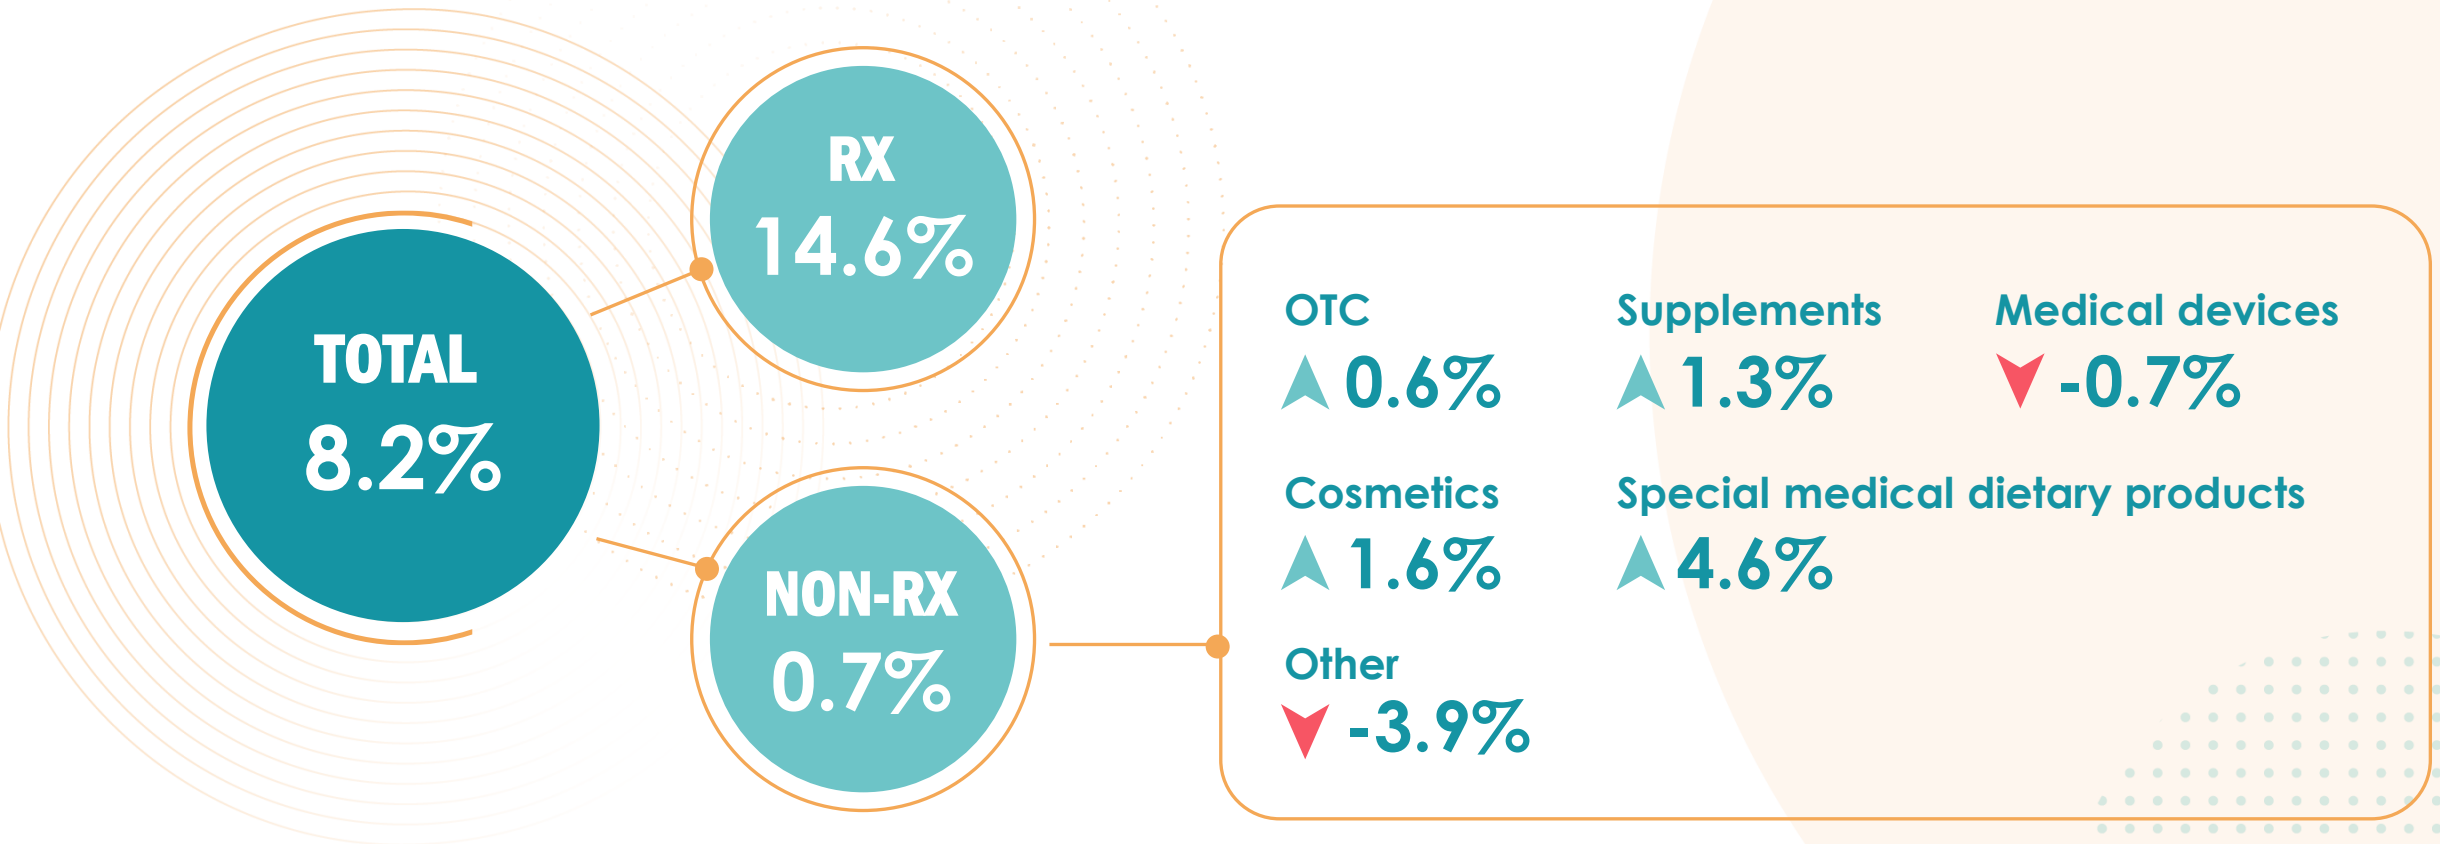 TOTAL
8.2%
RX
14.6%
NON-RX
0.7%
OTC
0.6%
Supplements
1.3%
Medical devices
-0.7%
Cosmetics
1.6%
Special medical dietary products
4.6%
Other
-3.9%